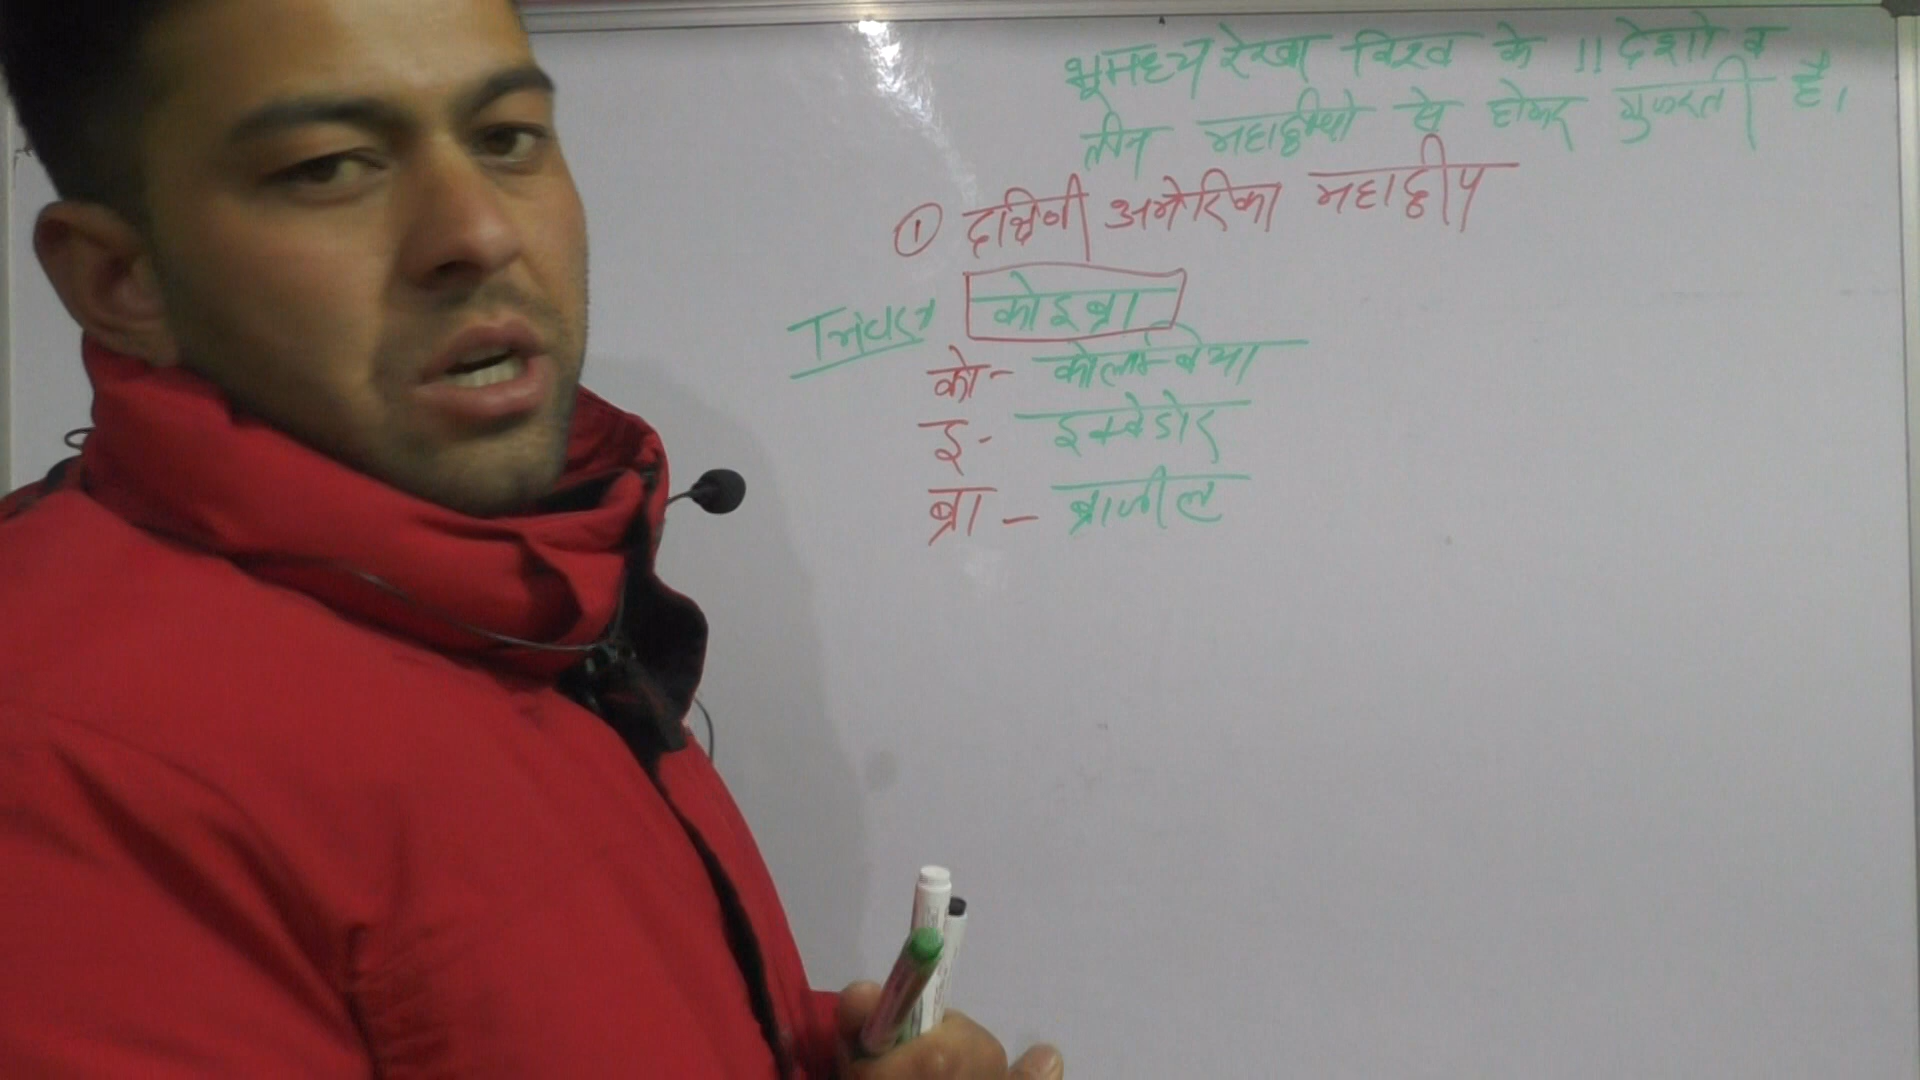 भूमध्य रेखा विश्व के 11 देशो व
तीन महाद्वीपो से होकर गुजरती है।
① दक्षिणी अमेरिका महाद्वीप
कोइब्रा
को- कोलम्बिया
इ- इक्वेडोर
ब्रा - ब्राजील